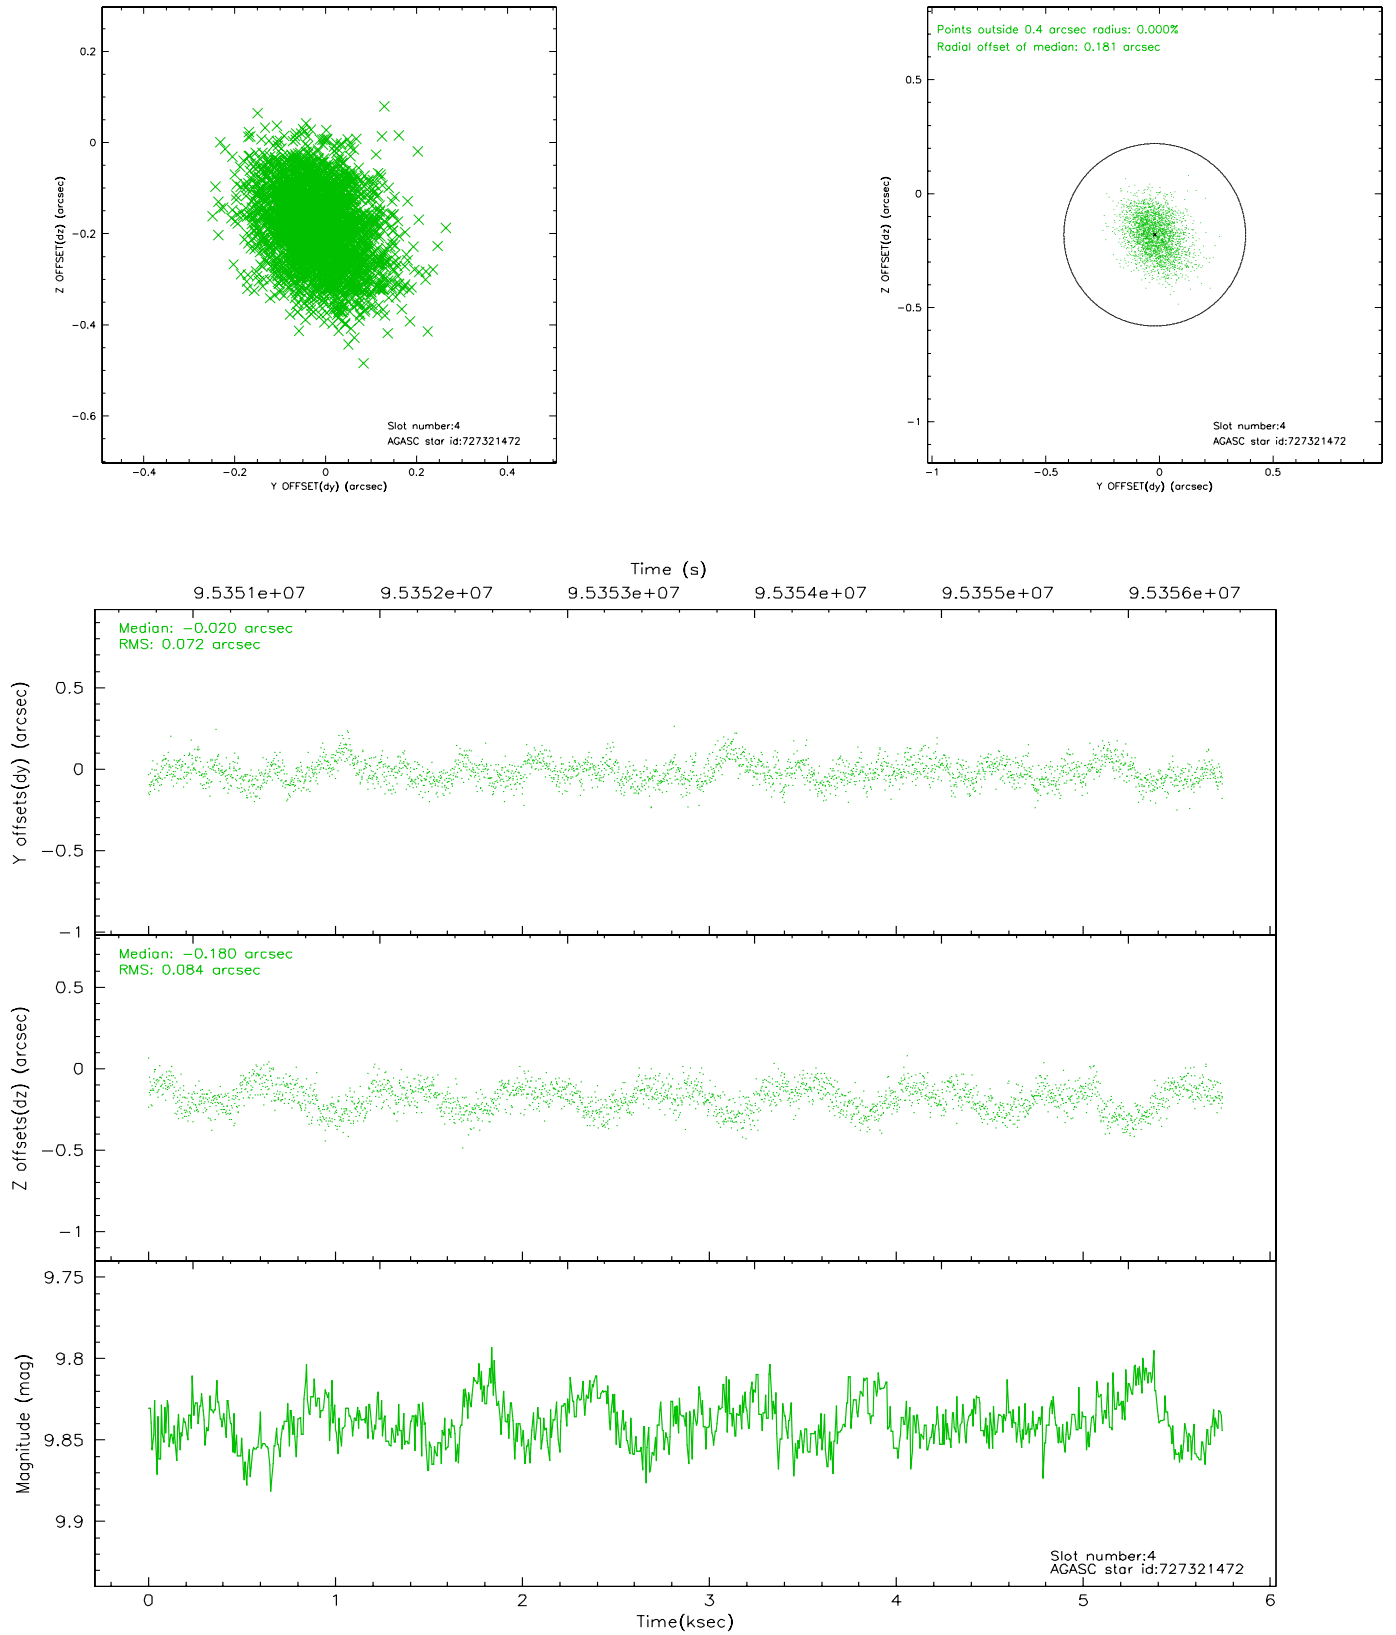 0.2
0
−0.2
−0.4
−0.6
Z OFFSET(dz) (arcsec)
Slot number:4
AGASC star id:727321472
−0.4 −0.2 0 0.2 0.4
Y OFFSET(dy) (arcsec)
Points outside 0.4 arcsec radius: 0.000%
Radial offset of median: 0.181 arcsec
0.5
0
−0.5
−1
Z OFFSET(dz) (arcsec)
Slot number:4
AGASC star id:727321472
−1 −0.5 0 0.5
Y OFFSET(dy) (arcsec)
Time (s)
9.5351e+07 9.5352e+07 9.5353e+07 9.5354e+07 9.5355e+07 9.5356e+07
Median: −0.020 arcsec
RMS: 0.072 arcsec
0.5
0
−0.5
−1
Y offsets(dy) (arcsec)
Median: −0.180 arcsec
RMS: 0.084 arcsec
0.5
0
−0.5
−1
Z offsets(dz) (arcsec)
9.75
9.8
9.85
9.9
Magnitude (mag)
Slot number:4
AGASC star id:727321472
0 1 2 3 4 5 6
Time(ksec)